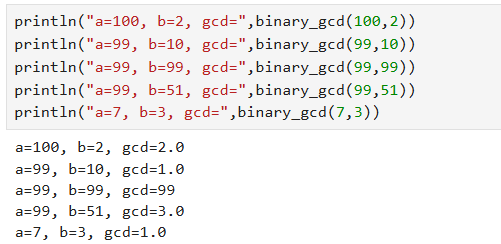 println("a=100, b=2, gcd=",binary_gcd(100,2))
println("a=99, b=10, gcd=",binary_gcd(99,10))
println("a=99, b=99, gcd=",binary_gcd(99,99))
println("a=99, b=51, gcd=",binary_gcd(99,51))
println("a=7, b=3, gcd=",binary_gcd(7,3))
a=100, b=2, gcd=2.0
a=99, b=10, gcd=1.0
a=99, b=99, gcd=99
a=99, b=51, gcd=3.0
a=7, b=3, gcd=1.0